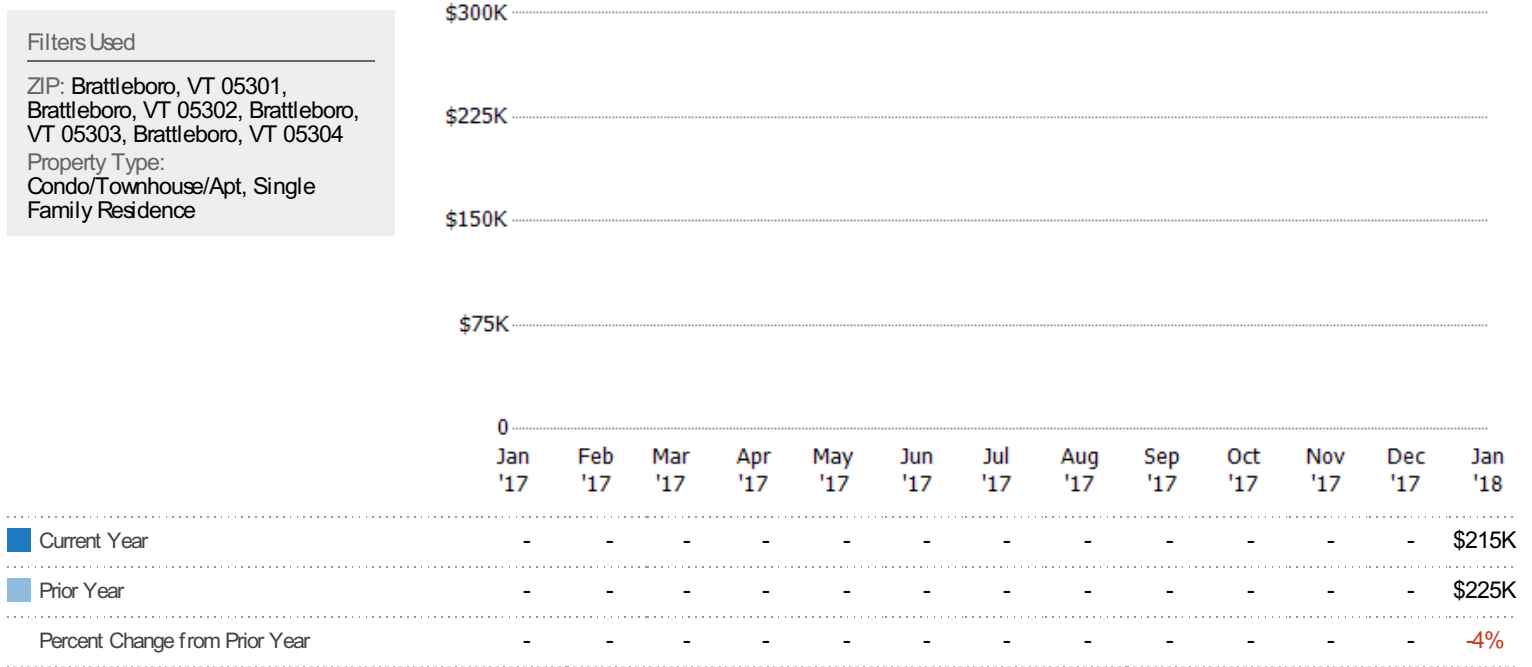 Filters Used
ZIP: Brattleboro, VT 05301,
Brattleboro, VT 05302, Brattleboro,
VT 05303, Brattleboro, VT 05304
Property Type:
Condo/Townhouse/Apt, Single
Family Residence
$300K
$225K
$150K
$75K
0
Jan '17 Feb '17 Mar '17 Apr '17 May '17 Jun '17 Jul '17 Aug '17 Sep '17 Oct '17 Nov '17 Dec '17 Jan '18
Current Year - - - - - - - - - - - - $215K
Prior Year - - - - - - - - - - - - $225K
Percent Change from Prior Year - - - - - - - - - - - - -4%